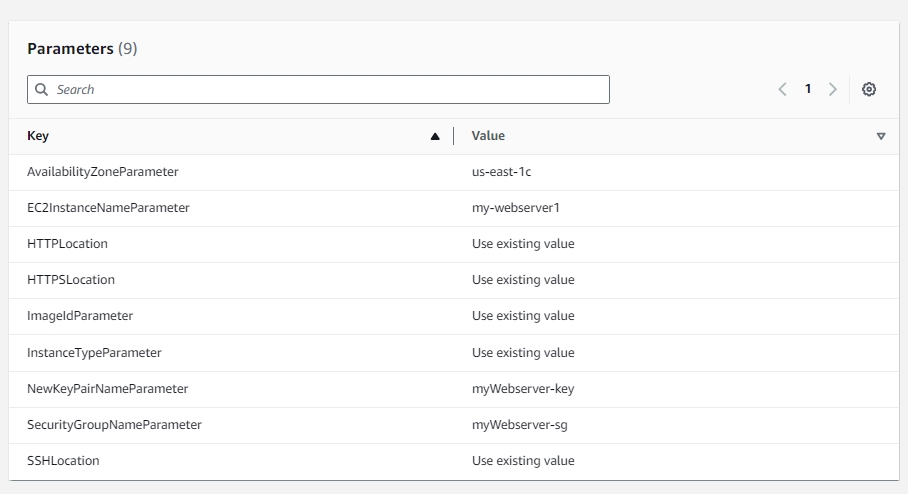 Parameters (9)
Search
1
Key Value
AvailabilityZoneParameter us-east-1c
EC2InstanceNameParameter my-webserver1
HTTPLocation Use existing value
HTTPSLocation Use existing value
ImageIdParameter Use existing value
InstanceTypeParameter Use existing value
NewKeyPairNameParameter myWebserver-key
SecurityGroupNameParameter myWebserver-sg
SSHLocation Use existing value